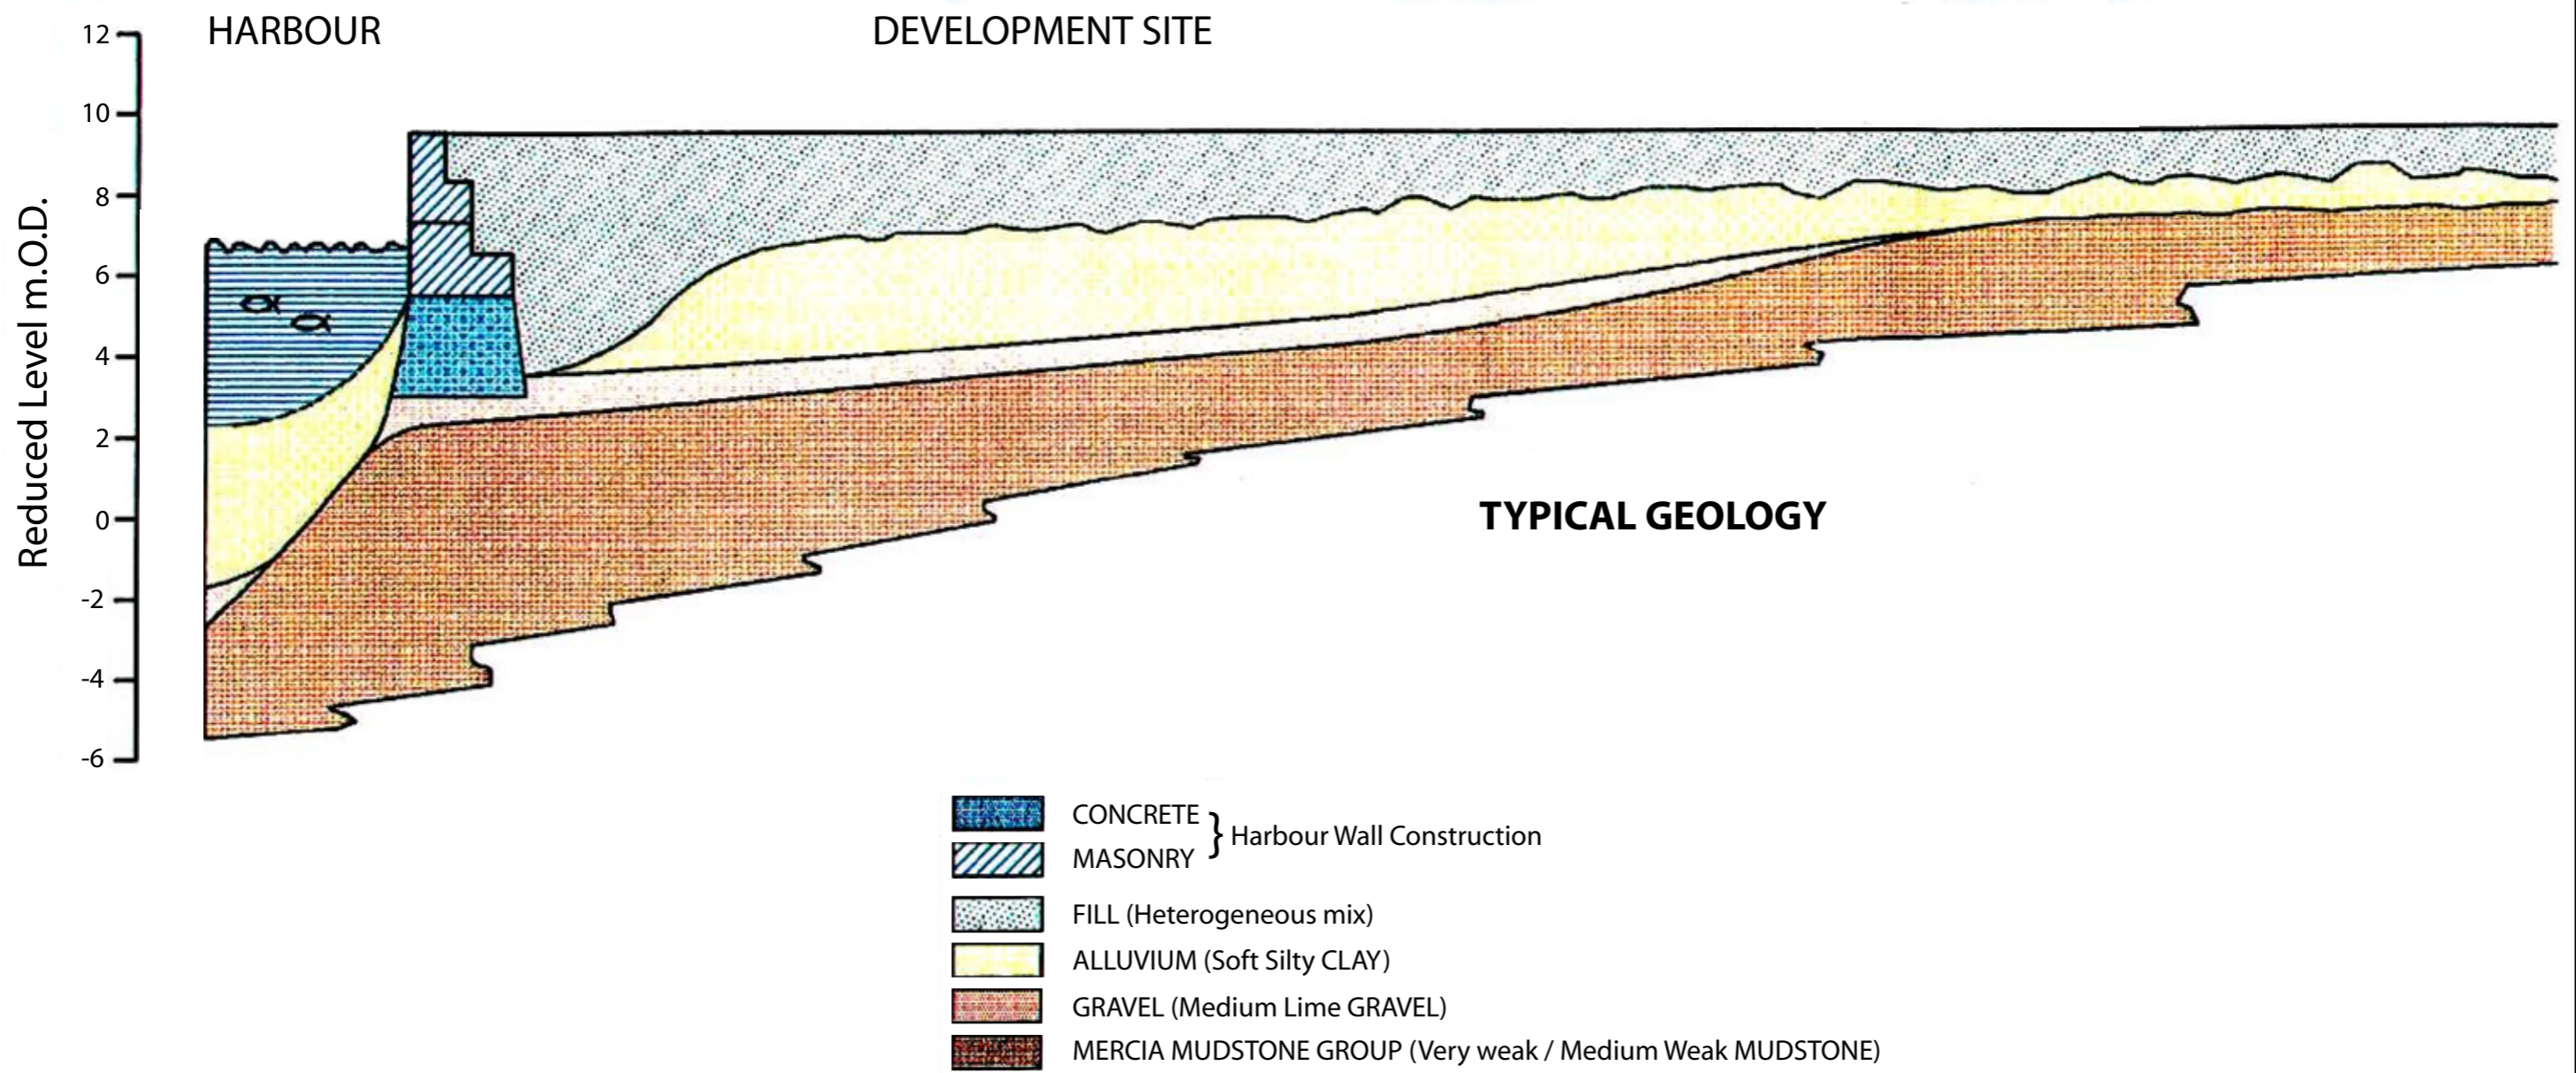 HARBOUR
DEVELOPMENT SITE
Reduced Level m.O.D.
12
10
8
6
4
2
0
-2
-4
-6
TYPICAL GEOLOGY
CONCRETE
MASONRY
} Harbour Wall Construction
FILL (Heterogeneous mix)
ALLUVIUM (Soft Silty CLAY)
GRAVEL (Medium Lime GRAVEL)
MERCIA MUDSTONE GROUP (Very weak / Medium Weak MUDSTONE)